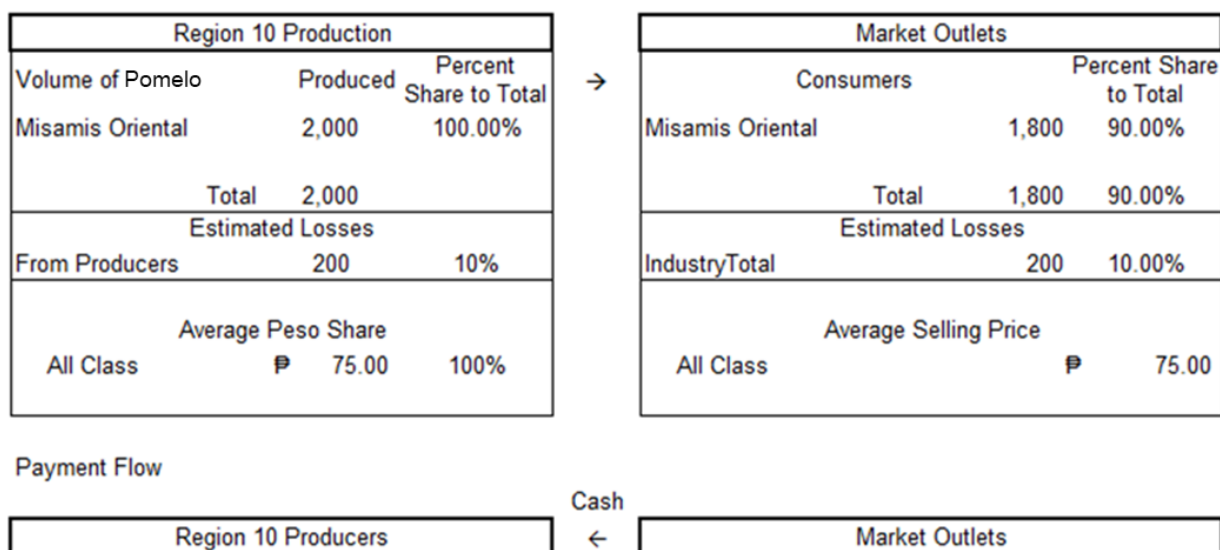 Region 10 Production
Volume of Pomelo Produced Percent Share to Total
Misamis Oriental 2,000 100.00%
Total 2,000
Estimated Losses
From Producers 200 10%
Average Peso Share
All Class ₱ 75.00 100%
→
Market Outlets
Consumers Percent Share to Total
Misamis Oriental 1,800 90.00%
Total 1,800 90.00%
Estimated Losses
IndustryTotal 200 10.00%
Average Selling Price
All Class ₱ 75.00
Payment Flow
Cash
Region 10 Producers ← Market Outlets